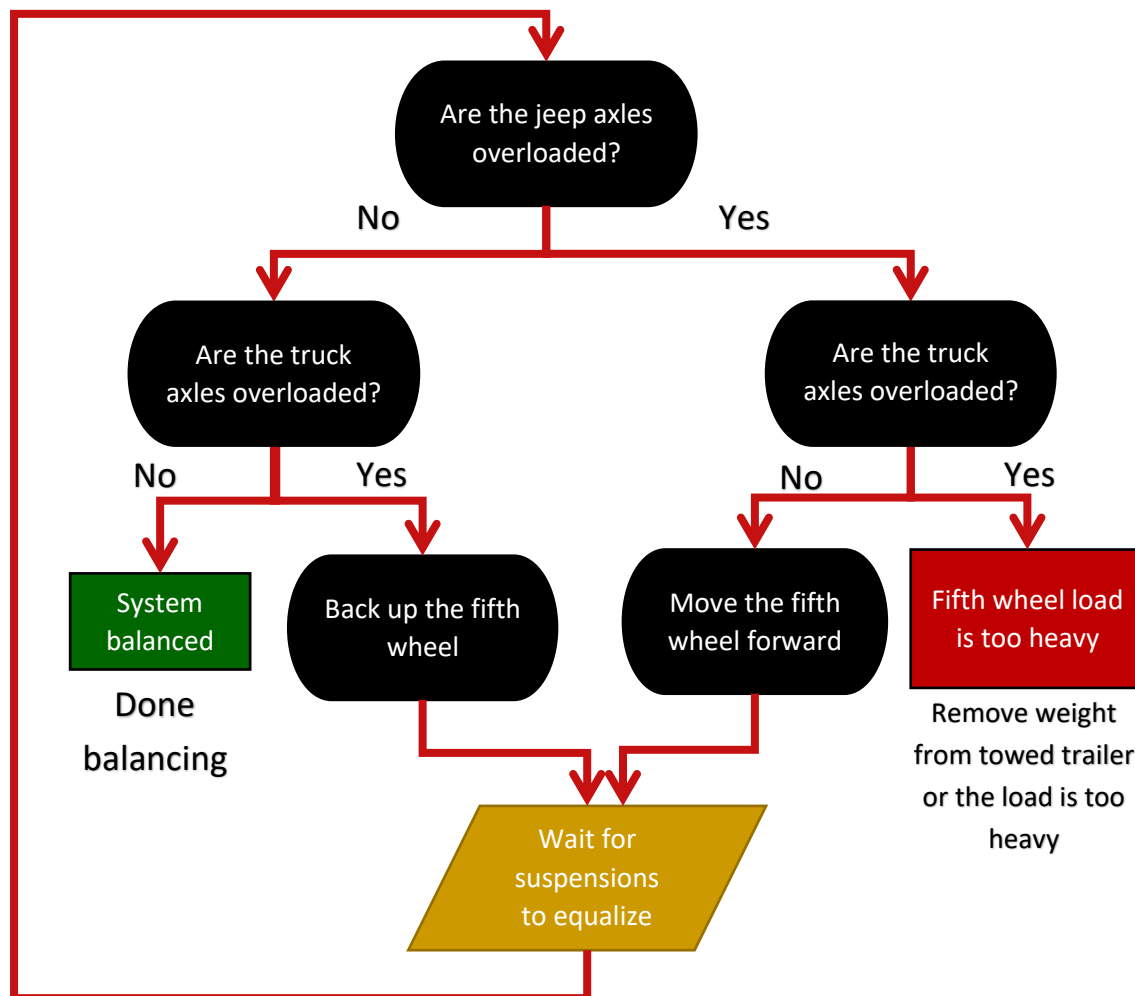 Are the jeep axles
overloaded?
No
Yes
Are the truck
axles overloaded?
Are the truck
axles overloaded?
No
Yes
No
Yes
System
balanced
Back up the fifth
wheel
Move the fifth
wheel forward
Fifth wheel load
is too heavy
Done
balancing
Remove weight
from towed trailer
or the load is too
heavy
Wait for
suspensions
to equalize